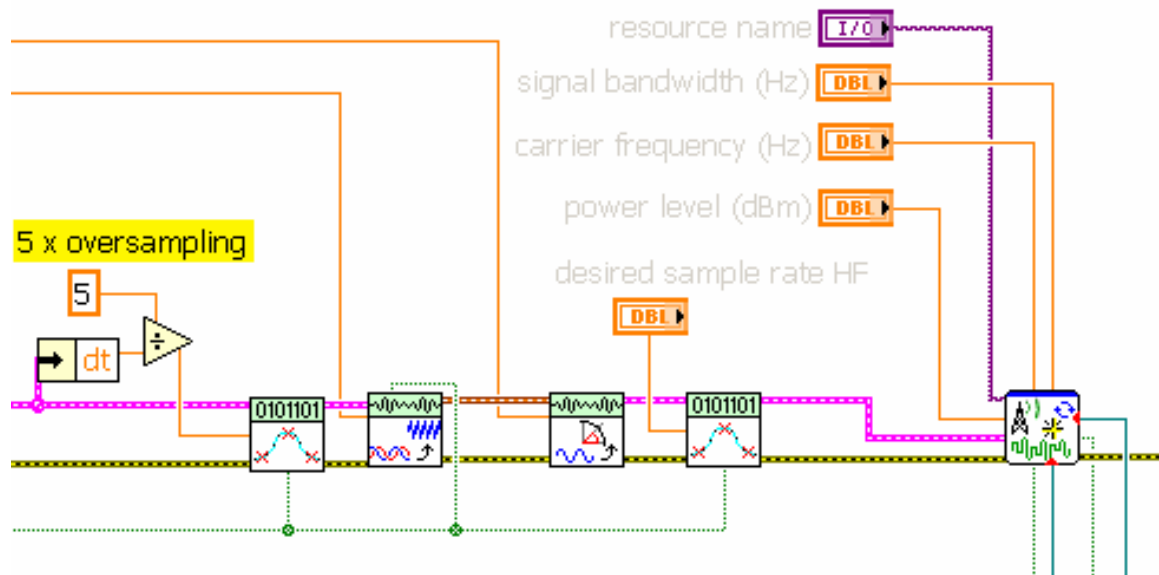 resource name I/O
signal bandwidth (Hz) DBL
carrier frequency (Hz) DBL
power level (dBm) DBL
5 x oversampling
desired sample rate HF
5
DBL
÷
dt
0101101
0101101